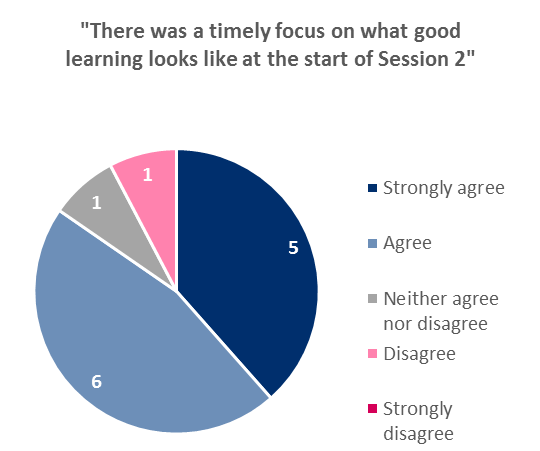 "There was a timely focus on what good
learning looks like at the start of Session 2"
1
1
5
6
Strongly agree
Agree
Neither agree
nor disagree
Disagree
Strongly
disagree